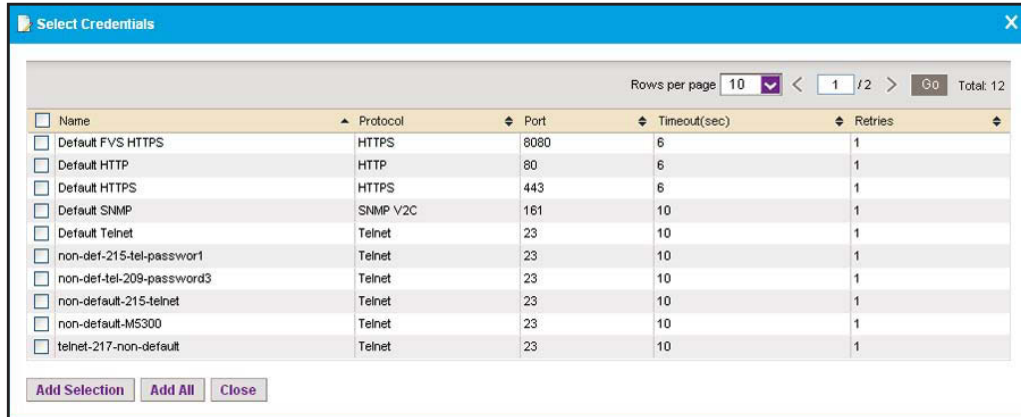 Select Credentials X
Rows per page 10 < 1 / 2 > Go Total: 12
Name Protocol Port Timeout(sec) Retries
Default FVS HTTPS HTTPS 8080 6 1
Default HTTP HTTP 80 6 1
Default HTTPS HTTPS 443 6 1
Default SNMP SNMP V2C 161 10 1
Default Telnet Telnet 23 10 1
non-def-215-tel-passwor1 Telnet 23 10 1
non-def-tel-209-password3 Telnet 23 10 1
non-default-215-telnet Telnet 23 10 1
non-default-M5300 Telnet 23 10 1
telnet-217-non-default Telnet 23 10 1
Add Selection Add All Close